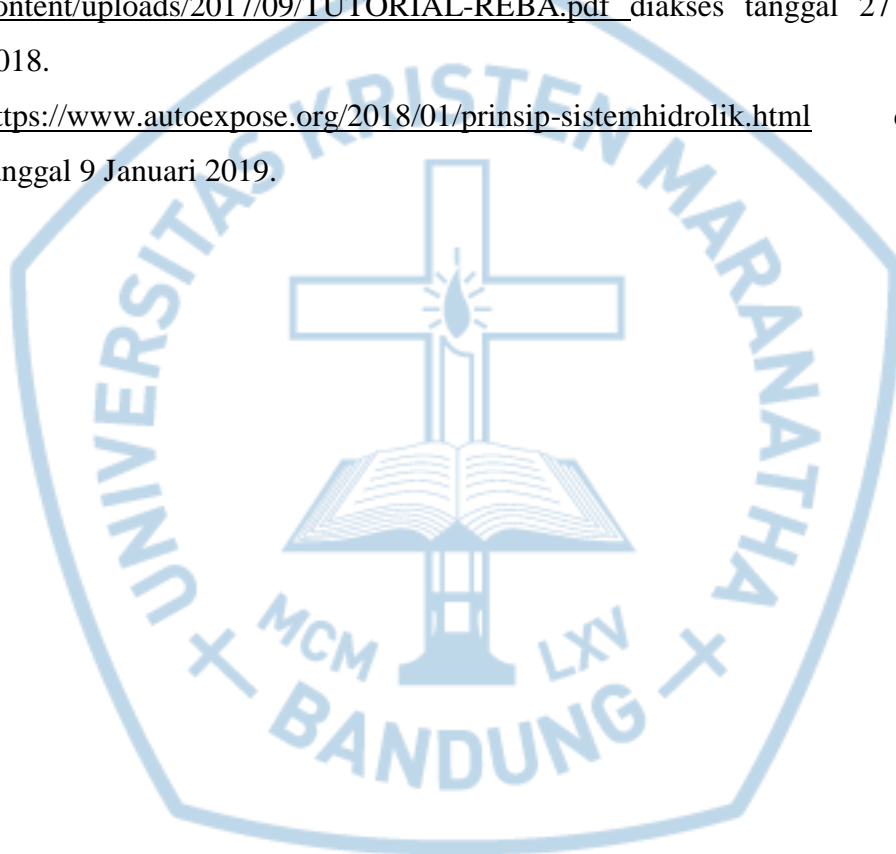 ontent/uploads/2017/09/TUTORIAL-REBA.pdf diakses tanggal 27
018.
ttps://www.autoexpose.org/2018/01/prinsip-sistemhidrolik.html
anggal 9 Januari 2019.
UNIVERSITAS KRISTEN MARANATHA
MCM LXV
BANDUNG